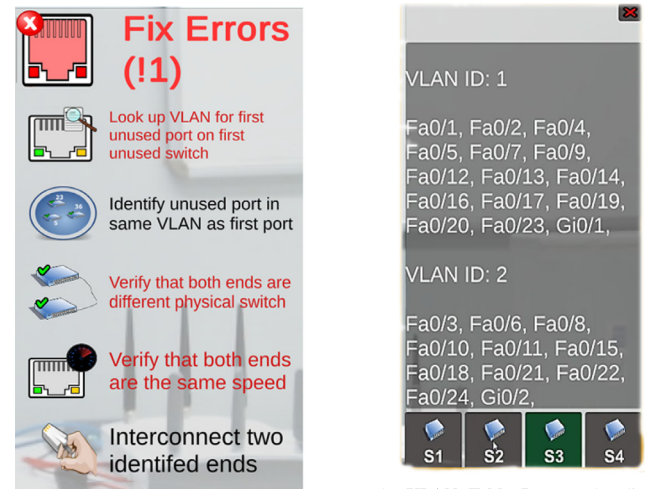 Fix Errors
(!1)
Look up VLAN for first
unused port on first
unused switch
Identify unused port in
same VLAN as first port
Verify that both ends are
different physical switch
Verify that both ends
are the same speed
Interconnect two
identifed ends
VLAN ID: 1
Fa0/1, Fa0/2, Fa0/4,
Fa0/5, Fa0/7, Fa0/9,
Fa0/12, Fa0/13, Fa0/14,
Fa0/16, Fa0/17, Fa0/19,
Fa0/20, Fa0/23, Gi0/1,
VLAN ID: 2
Fa0/3, Fa0/6, Fa0/8,
Fa0/10, Fa0/11, Fa0/15,
Fa0/18, Fa0/21, Fa0/22,
Fa0/24, Gi0/2,
S1 S2 S3 S4